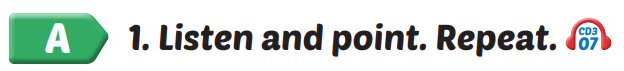 A 1. Listen and point. Repeat. CD3 07